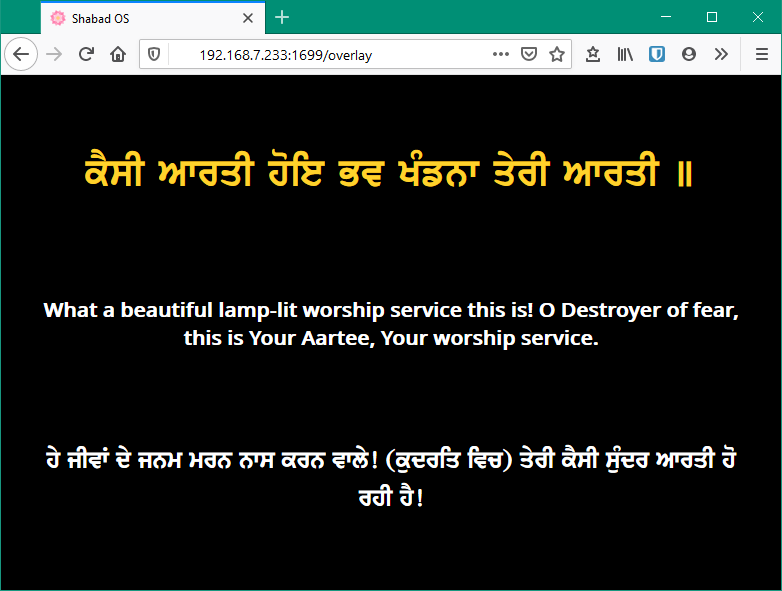 Shabad OS
192.168.7.233:1699/overlay
ਕੈਸੀ ਆਰਤੀ ਹੋਇ ਭਵ ਖੰਡਨਾ ਤੇਰੀ ਆਰਤੀ ॥
What a beautiful lamp-lit worship service this is! O Destroyer of fear,
this is Your Aartee, Your worship service.
ਹੇ ਜੀਵਾਂ ਦੇ ਜਨਮ ਮਰਨ ਨਾਸ ਕਰਨ ਵਾਲੇ! (ਕੁਦਰਤਿ ਵਿਚ) ਤੇਰੀ ਕੈਸੀ ਸੁੰਦਰ ਆਰਤੀ ਹੋ
ਰਹੀ ਹੈ!